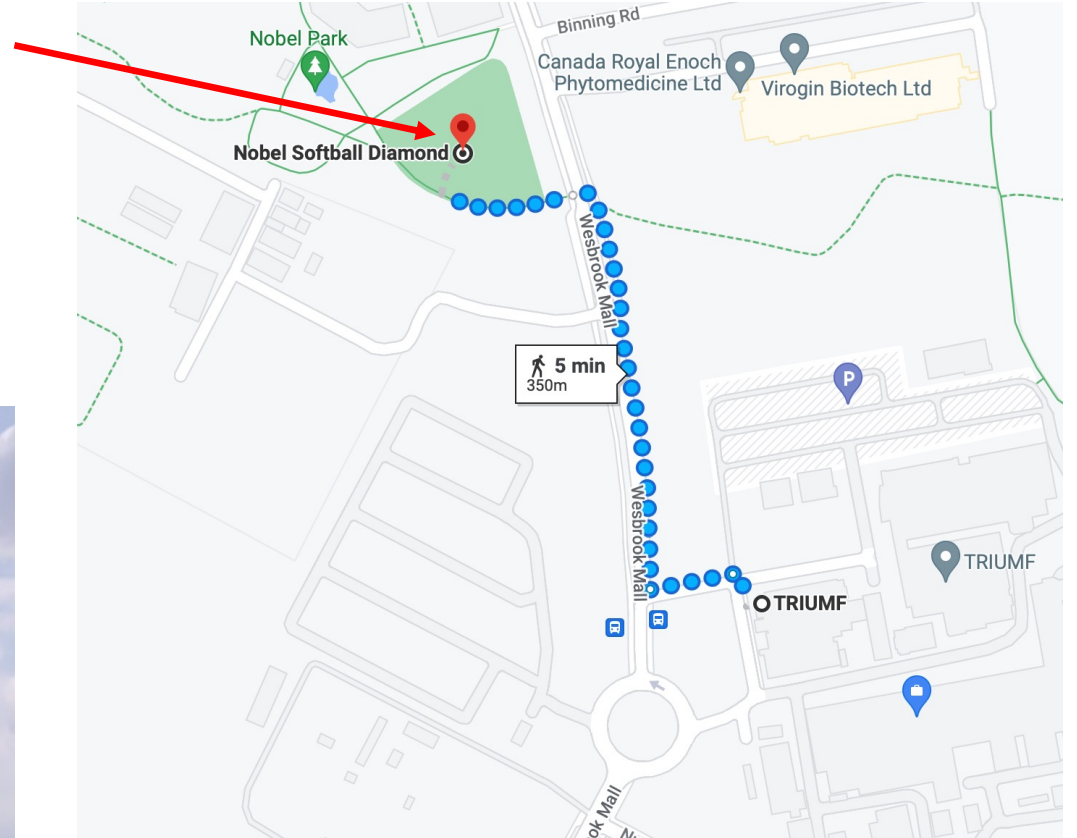 Binning Rd
Nobel Park
Canada Royal Enoch
Phytomedicine Ltd
Virogin Biotech Ltd
Nobel Softball Diamond
Wesbrook Mall
5 min
350m
P
Wesbrook Mall
TRIUMF
TRIUMF
ok Mall